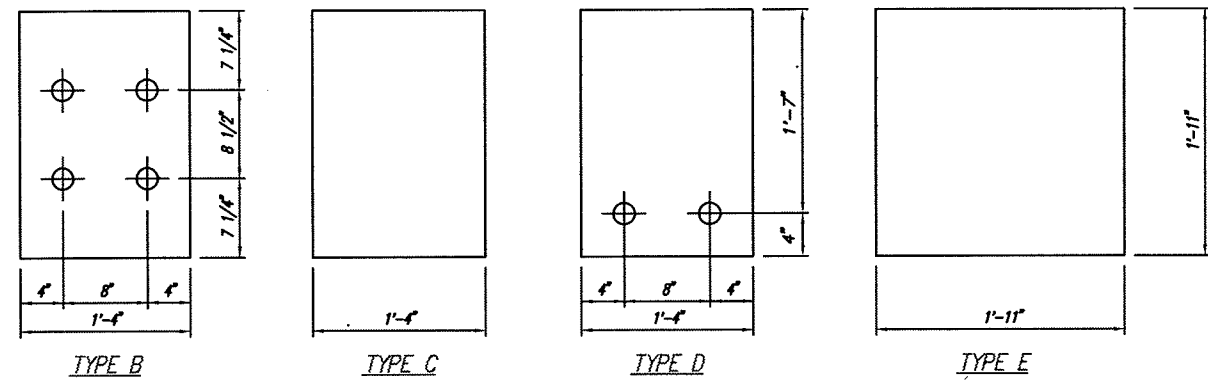 7 1/4"
8 1/2"
7 1/4"
4" 8" 4"
1'-4"
TYPE B
1'-4"
TYPE C
1'-7"
4"
4" 8" 4"
1'-4"
TYPE D
1'-11"
1'-11"
TYPE E